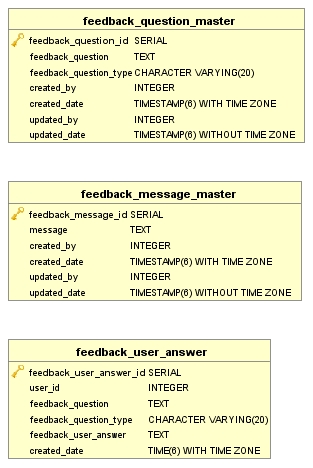 feedback_question_master
feedback_question_id SERIAL
feedback_question TEXT
feedback_question_type CHARACTER VARYING(20)
created_by INTEGER
created_date TIMESTAMP(6) WITH TIME ZONE
updated_by INTEGER
updated_date TIMESTAMP(6) WITHOUT TIME ZONE
feedback_message_master
feedback_message_id SERIAL
message TEXT
created_by INTEGER
created_date TIMESTAMP(6) WITH TIME ZONE
updated_by INTEGER
updated_date TIMESTAMP(6) WITHOUT TIME ZONE
feedback_user_answer
feedback_user_answer_id SERIAL
user_id INTEGER
feedback_question TEXT
feedback_question_type CHARACTER VARYING(20)
feedback_user_answer TEXT
created_date TIME(6) WITH TIME ZONE